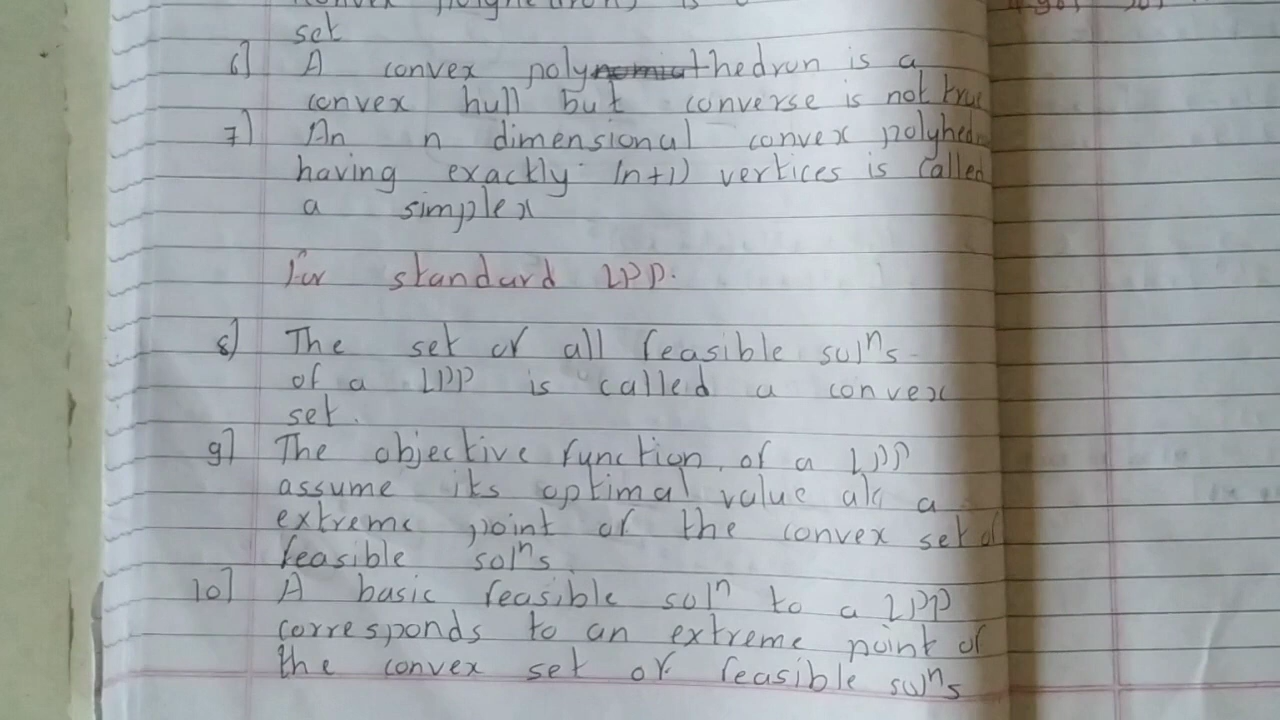 set
6] A convex polythedron is a
convex hull but converse is not true
7] An n dimensional convex polyhed
having exactly (n+1) vertices is called
a simplex
For standard LPP.
8] The set of all feasible solns
of a LPP is called a convex
set.
9] The objective function of a LPP
assume its optimal value at a
extreme point of the convex set of
feasible solns.
10] A basic feasible soln to a LPP
corresponds to an extreme point of
the convex set of feasible solns